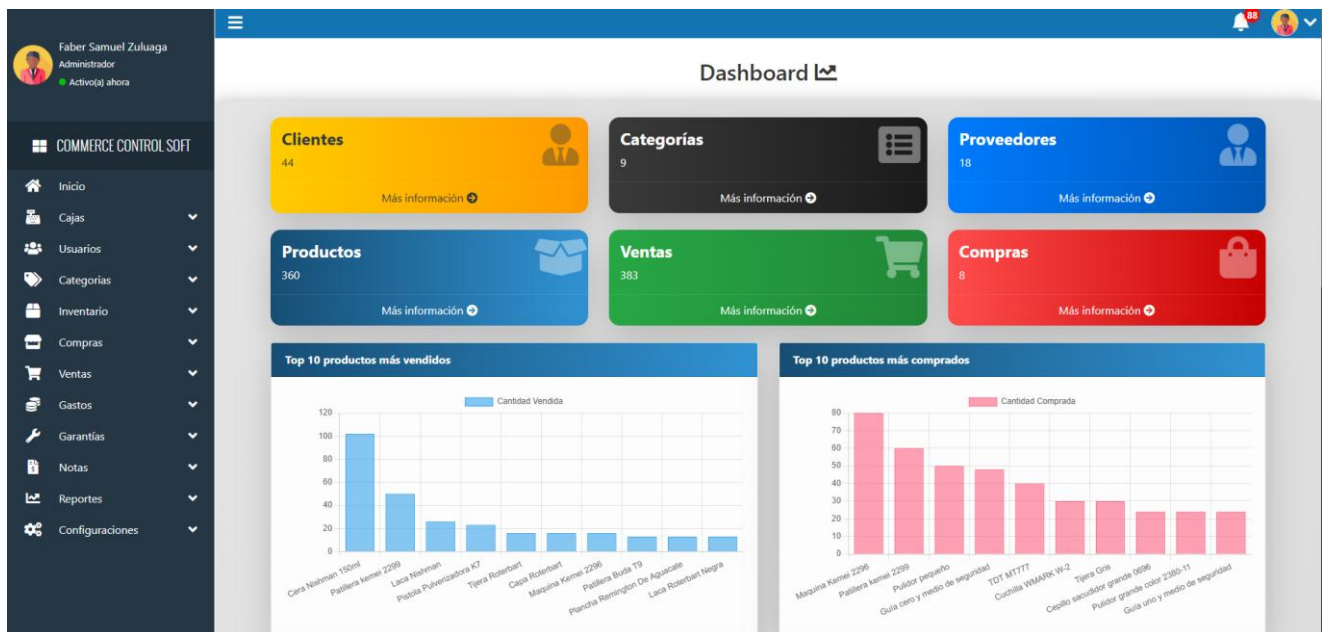 88
Faber Samuel Zuluaga
Administrador
Activo(a) ahora
COMMERCE CONTROL SOFT
Inicio
Cajas
Usuarios
Categorias
Inventario
Compras
Ventas
Gastos
Garantías
Notas
Reportes
Configuraciones
Dashboard
Clientes
44
Más información
Categorías
9
Más información
Proveedores
18
Más información
Productos
360
Más información
Ventas
383
Más información
Compras
8
Más información
Top 10 productos más vendidos
Cantidad Vendida
120
100
80
60
40
20
0
Cera Nishman 150ml
Patillera kemei 2299
Laca Nishman
Pistola Pulverizadora K7
Tijera Roterbart
Capa Roterbart
Maquina Kemei 2296
Patillera Buda T9
Plancha Remington De Aguacate
Laca Roterbart Negra
Top 10 productos más comprados
Cantidad Comprada
80
70
60
50
40
30
20
10
0
Maquina Kemei 2296
Patillera kemei 2299
Pulidor pequeño
Guía cero y medio de seguridad
TDT MT777
Cuchilla WMARK W-2
Tijera Gris
Cepillo sacudidor grande 0696
Pulidor grande color 2360-11
Guía uno y medio de seguridad